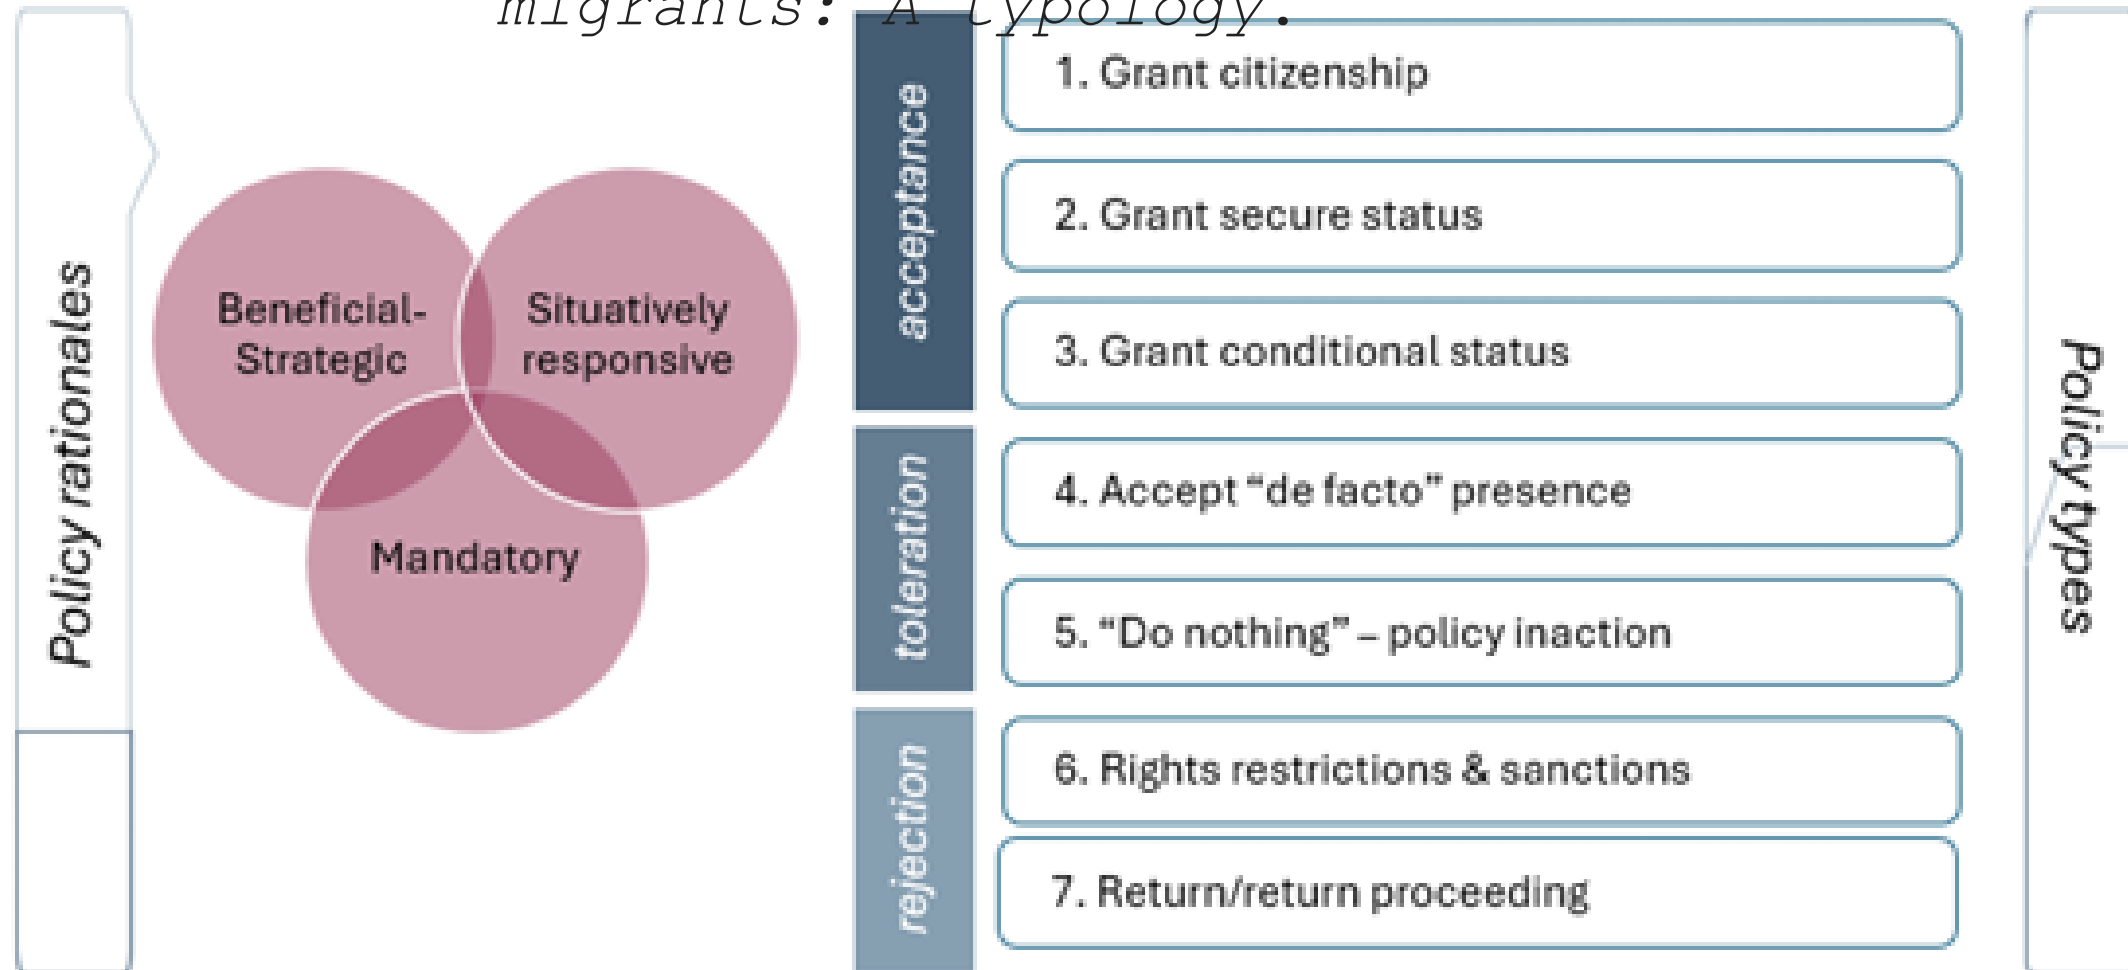 migrants: A typology.
Policy rationales
Beneficial-
Strategic
Situatively
responsive
Mandatory
acceptance
1. Grant citizenship
2. Grant secure status
3. Grant conditional status
toleration
4. Accept “de facto” presence
5. “Do nothing” – policy inaction
rejection
6. Rights restrictions & sanctions
7. Return/return proceeding
Policy types